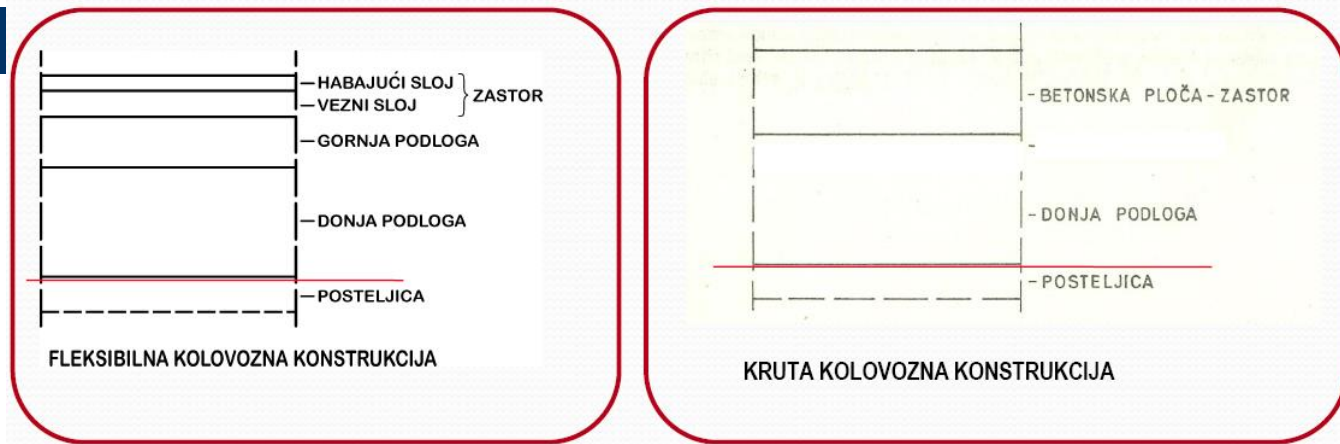 HABAJUĆI SLOJ
VEZNI SLOJ
ZASTOR
GORNJA PODLOGA
DONJA PODLOGA
POSTELJICA
FLEKSIBILNA KOLOVOZNA KONSTRUKCIJA
BETONSKA PLOČA - ZASTOR
DONJA PODLOGA
POSTELJICA
KRUTA KOLOVOZNA KONSTRUKCIJA